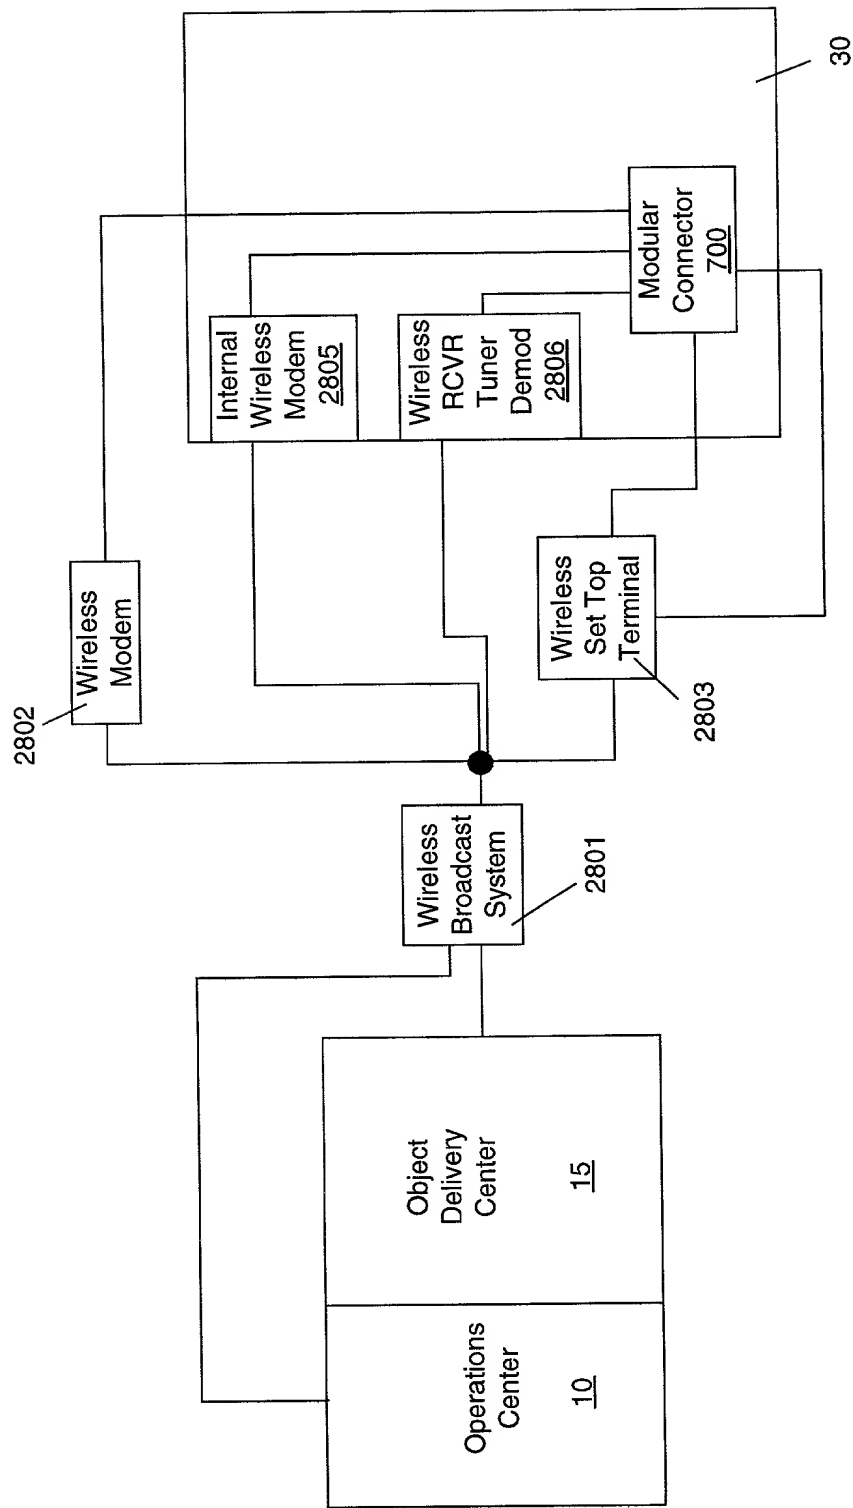 Operations
Center
10
Object
Delivery
Center
15
Wireless
Broadcast
System
2801
2802
Wireless
Modem
Wireless
Set Top
Terminal
2803
Internal
Wireless
Modem
2805
Wireless
RCVR
Tuner
Demod
2806
Modular
Connector
700
30